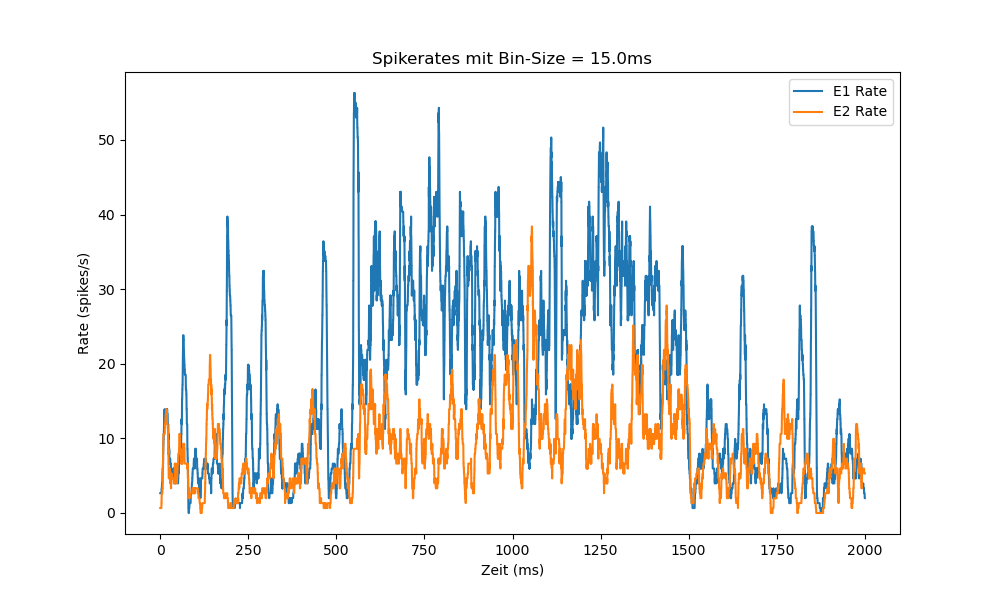 Spikerates mit Bin-Size = 15.0ms
E1 Rate
E2 Rate
Rate (spikes/s)
50
40
30
20
10
0
0 250 500 750 1000 1250 1500 1750 2000
Zeit (ms)